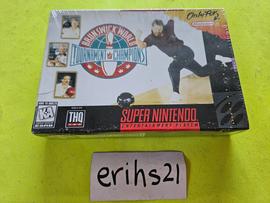 Only For
BRUNSWICK WORLD
TOURNAMENT OF CHAMPIONS
THQ
SUPER NINTENDO
ENTERTAINMENT SYSTEM
erihs21